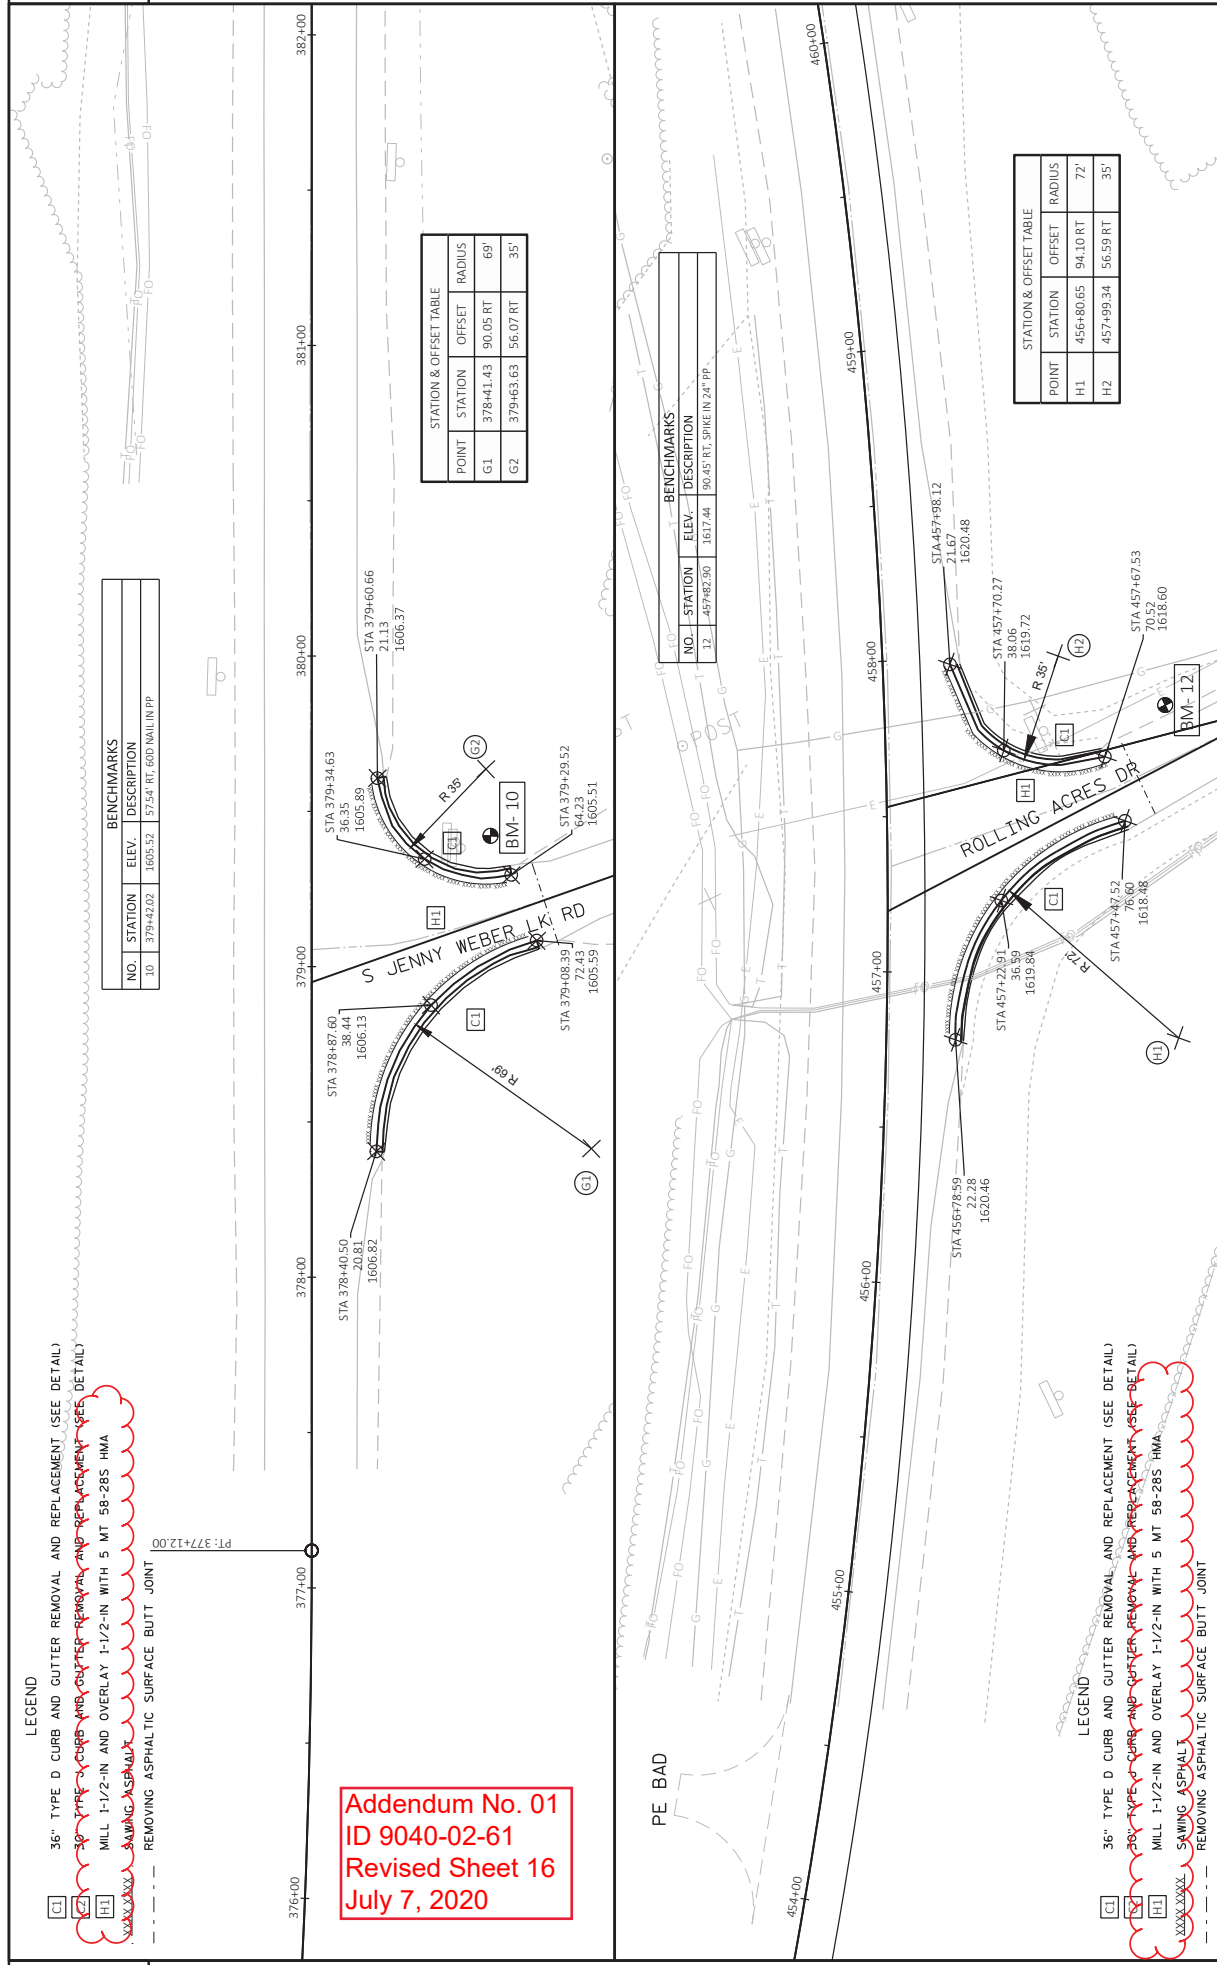 LEGEND
C1 36" TYPE D CURB AND GUTTER REMOVAL AND REPLACEMENT (SEE DETAIL)
C2 30" TYPE J CURB AND GUTTER REMOVAL AND REPLACEMENT (SEE DETAIL)
H1 MILL 1-1/2-IN AND OVERLAY 1-1/2-IN WITH 5 MT 58-28S HMA
XXXX XXXX SAWING ASPHALT
REMOVING ASPHALTIC SURFACE BUTT JOINT
BENCHMARKS
NO. STATION ELEV. DESCRIPTION
10 379+42.02 1605.52 57.54' RT, 60D NAIL IN PP
PT: 377+12.00
376+00
377+00
378+00
379+00
380+00
381+00
382+00
STA 378+40.50
20.81
1606.82
STA 378+87.60
38.44
1606.13
STA 379+08.39
72.43
1605.59
STA 379+34.63
36.35
1605.89
STA 379+60.66
21.13
1606.37
STA 379+29.52
64.23
1605.51
S JENNY WEBER LK RD
H1
C1
C1
R 69'
R 35'
G1
G2
BM- 10
STATION & OFFSET TABLE
POINT STATION OFFSET RADIUS
G1 378+41.43 90.05 RT 69'
G2 379+63.63 56.07 RT 35'
Addendum No. 01
ID 9040-02-61
Revised Sheet 16
July 7, 2020
BENCHMARKS
NO. STATION ELEV. DESCRIPTION
12 457+82.90 1617.44 90.45' RT, SPIKE IN 24" PP
PE BAD
POST
454+00
455+00
456+00
457+00
458+00
459+00
460+00
STA 456+78.59
22.28
1620.46
STA 457+22.91
36.59
1619.84
STA 457+47.52
76.60
1618.48
STA 457+98.12
21.67
1620.48
STA 457+70.27
38.06
1619.72
STA 457+67.53
70.52
1618.60
ROLLING ACRES DR
H1
C1
C1
R 72'
R 35'
H1
H2
BM- 12
STATION & OFFSET TABLE
POINT STATION OFFSET RADIUS
H1 456+80.65 94.10 RT 72'
H2 457+99.34 56.59 RT 35'
LEGEND
C1 36" TYPE D CURB AND GUTTER REMOVAL AND REPLACEMENT (SEE DETAIL)
C2 30" TYPE J CURB AND GUTTER REMOVAL AND REPLACEMENT (SEE DETAIL)
H1 MILL 1-1/2-IN AND OVERLAY 1-1/2-IN WITH 5 MT 58-28S HMA
XXXX XXXX SAWING ASPHALT
REMOVING ASPHALTIC SURFACE BUTT JOINT